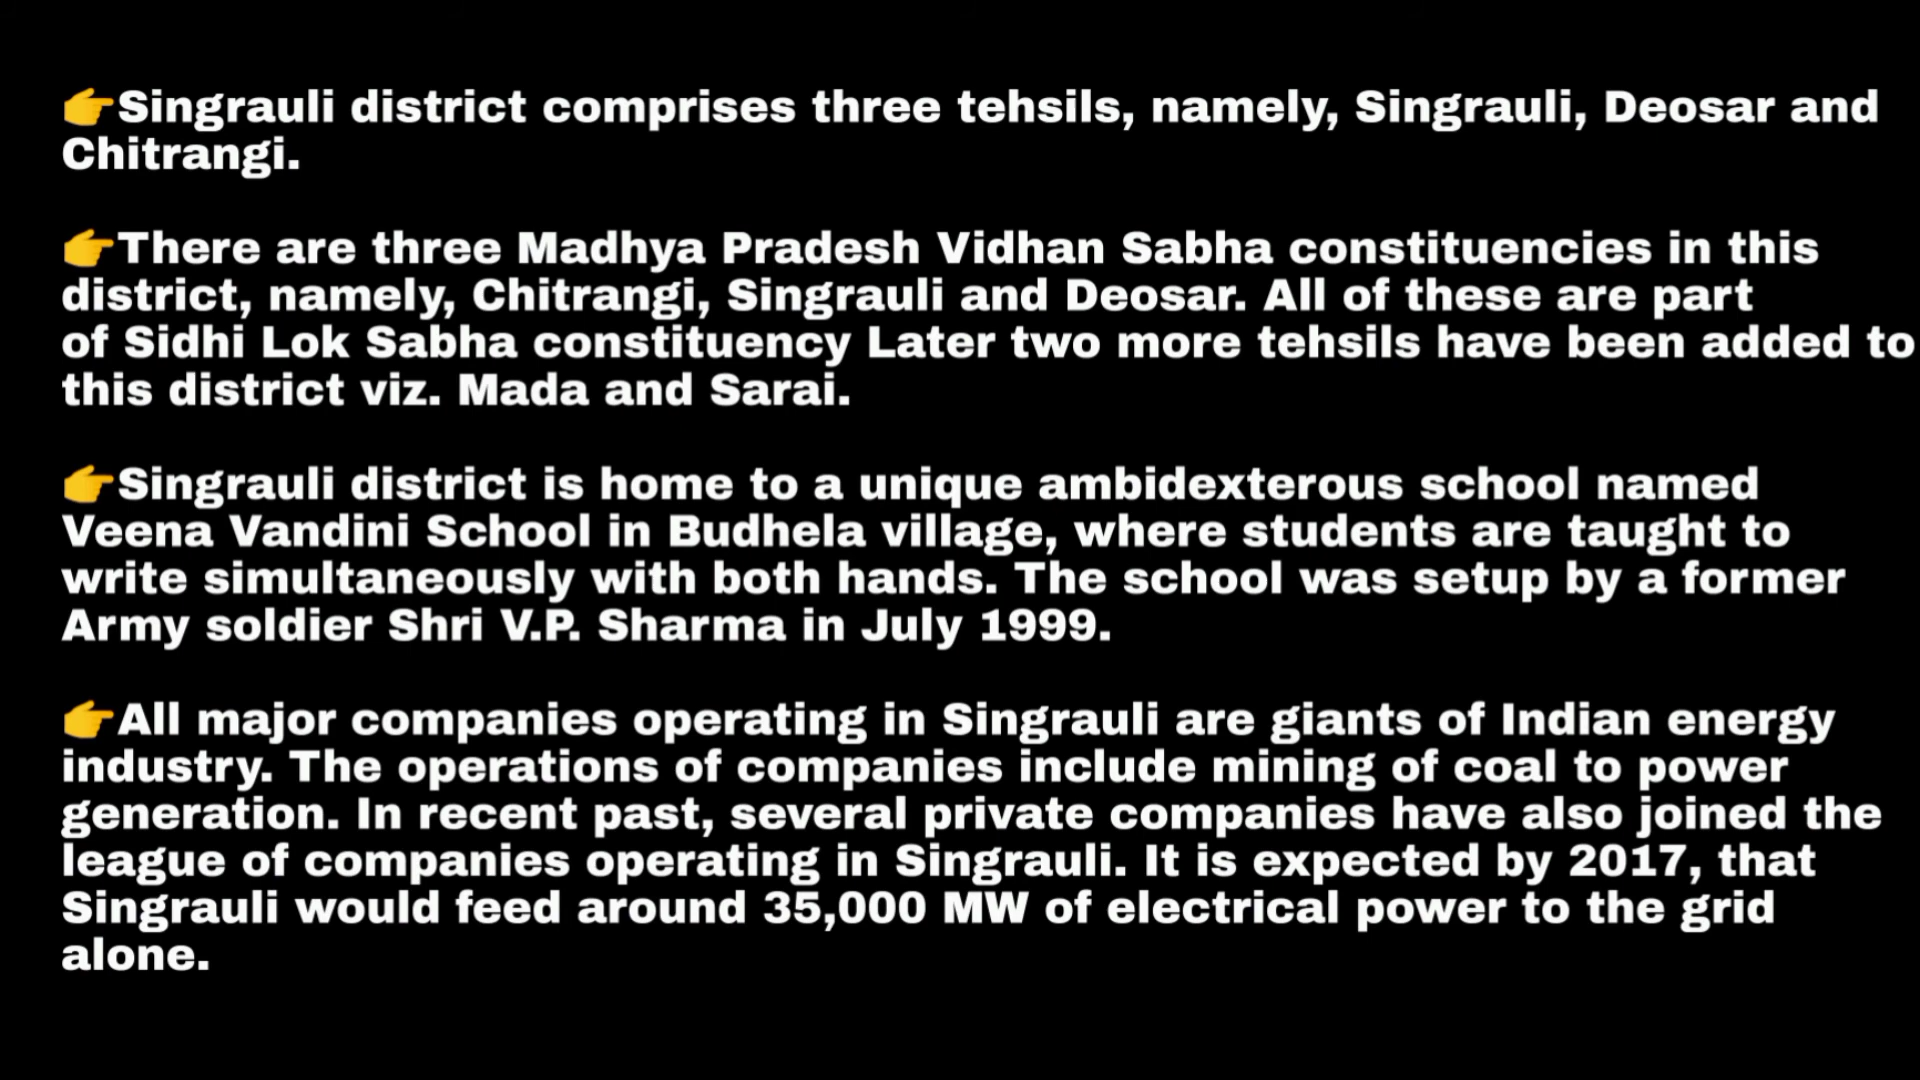 👉Singrauli district comprises three tehsils, namely, Singrauli, Deosar and
Chitrangi.
👉There are three Madhya Pradesh Vidhan Sabha constituencies in this
district, namely, Chitrangi, Singrauli and Deosar. All of these are part
of Sidhi Lok Sabha constituency Later two more tehsils have been added to
this district viz. Mada and Sarai.
👉Singrauli district is home to a unique ambidexterous school named
Veena Vandini School in Budhela village, where students are taught to
write simultaneously with both hands. The school was setup by a former
Army soldier Shri V.P. Sharma in July 1999.
👉All major companies operating in Singrauli are giants of Indian energy
industry. The operations of companies include mining of coal to power
generation. In recent past, several private companies have also joined the
league of companies operating in Singrauli. It is expected by 2017, that
Singrauli would feed around 35,000 MW of electrical power to the grid
alone.